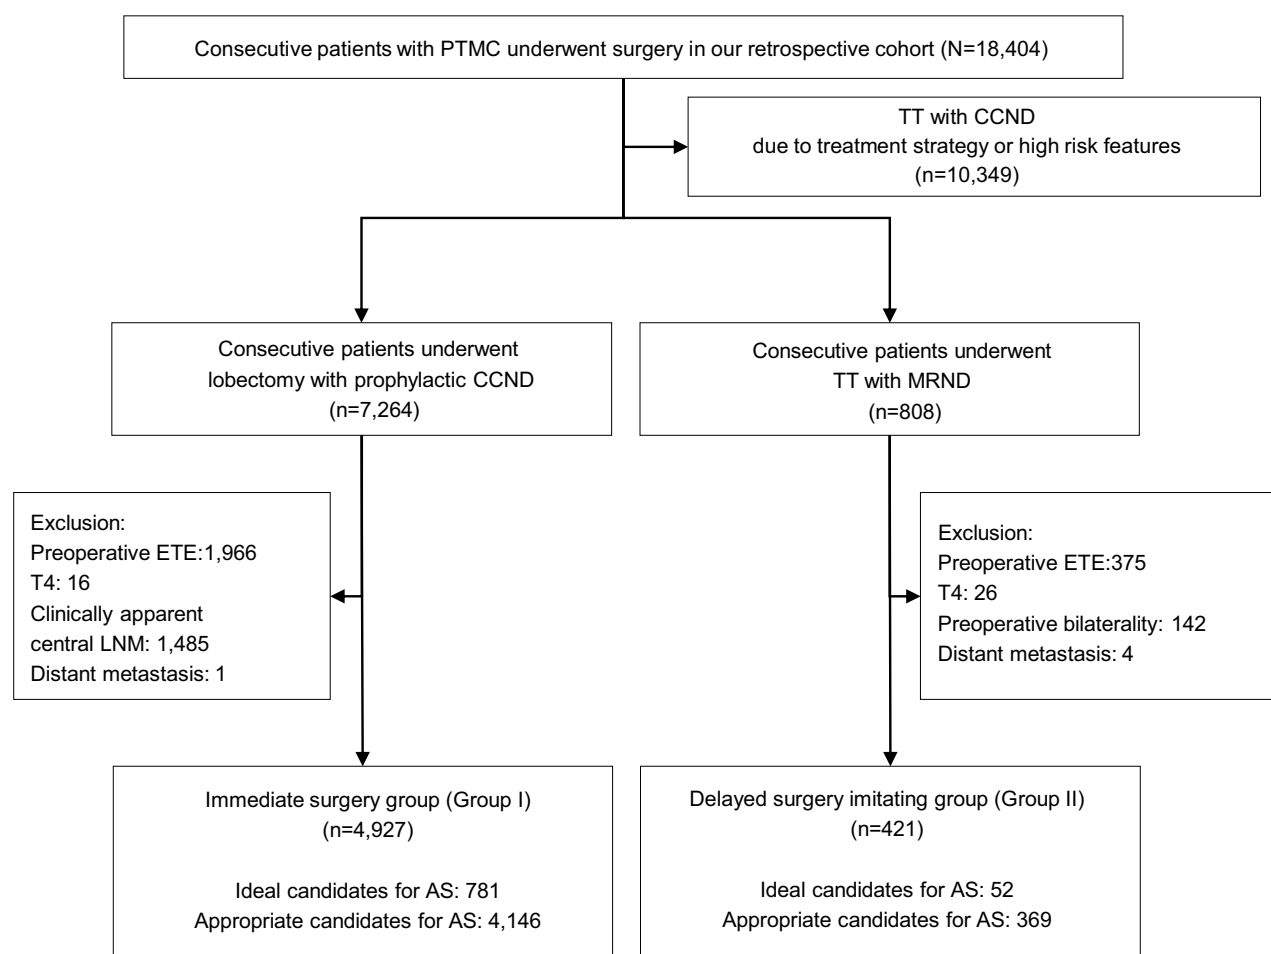 Consecutive patients with PTMC underwent surgery in our retrospective cohort (N=18,404)
TT with CCND
due to treatment strategy or high risk features
(n=10,349)
Consecutive patients underwent
lobectomy with prophylactic CCND
(n=7,264)
Consecutive patients underwent
TT with MRND
(n=808)
Exclusion:
Preoperative ETE:1,966
T4: 16
Clinically apparent
central LNM: 1,485
Distant metastasis: 1
Exclusion:
Preoperative ETE:375
T4: 26
Preoperative bilaterality: 142
Distant metastasis: 4
Immediate surgery group (Group I)
(n=4,927)
Ideal candidates for AS: 781
Appropriate candidates for AS: 4,146
Delayed surgery imitating group (Group II)
(n=421)
Ideal candidates for AS: 52
Appropriate candidates for AS: 369